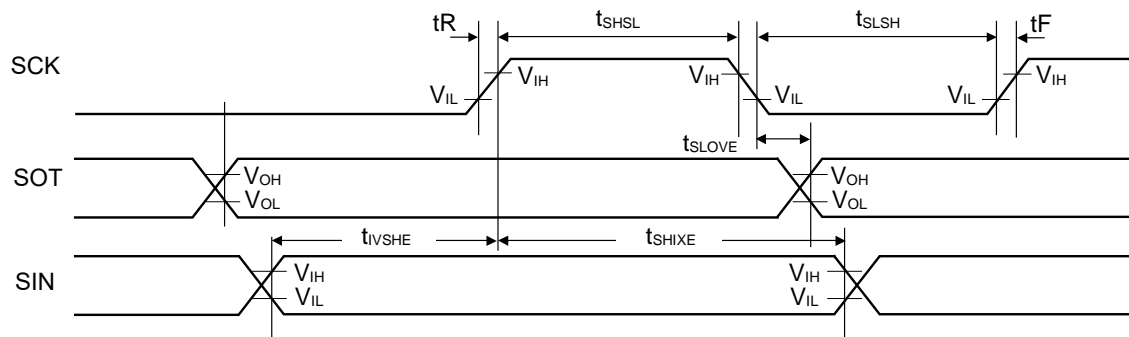 tR tSHSL tSLSH tF
SCK VIH VIH VIH
VIL VIL VIL
tSLOVE
SOT VOH VOH
VOL VOL
tIVSHE tSHIXE
SIN VIH VIH
VIL VIL